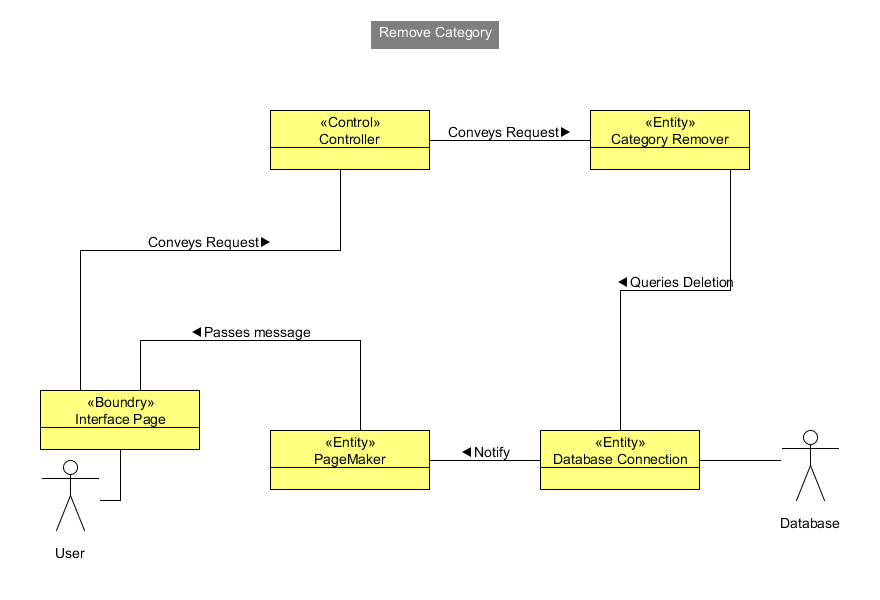 Remove Category
«Control»
Controller
Conveys Request
«Entity»
Category Remover
Conveys Request
Queries Deletion
Passes message
«Boundry»
Interface Page
«Entity»
PageMaker
Notify
«Entity»
Database Connection
User
Database